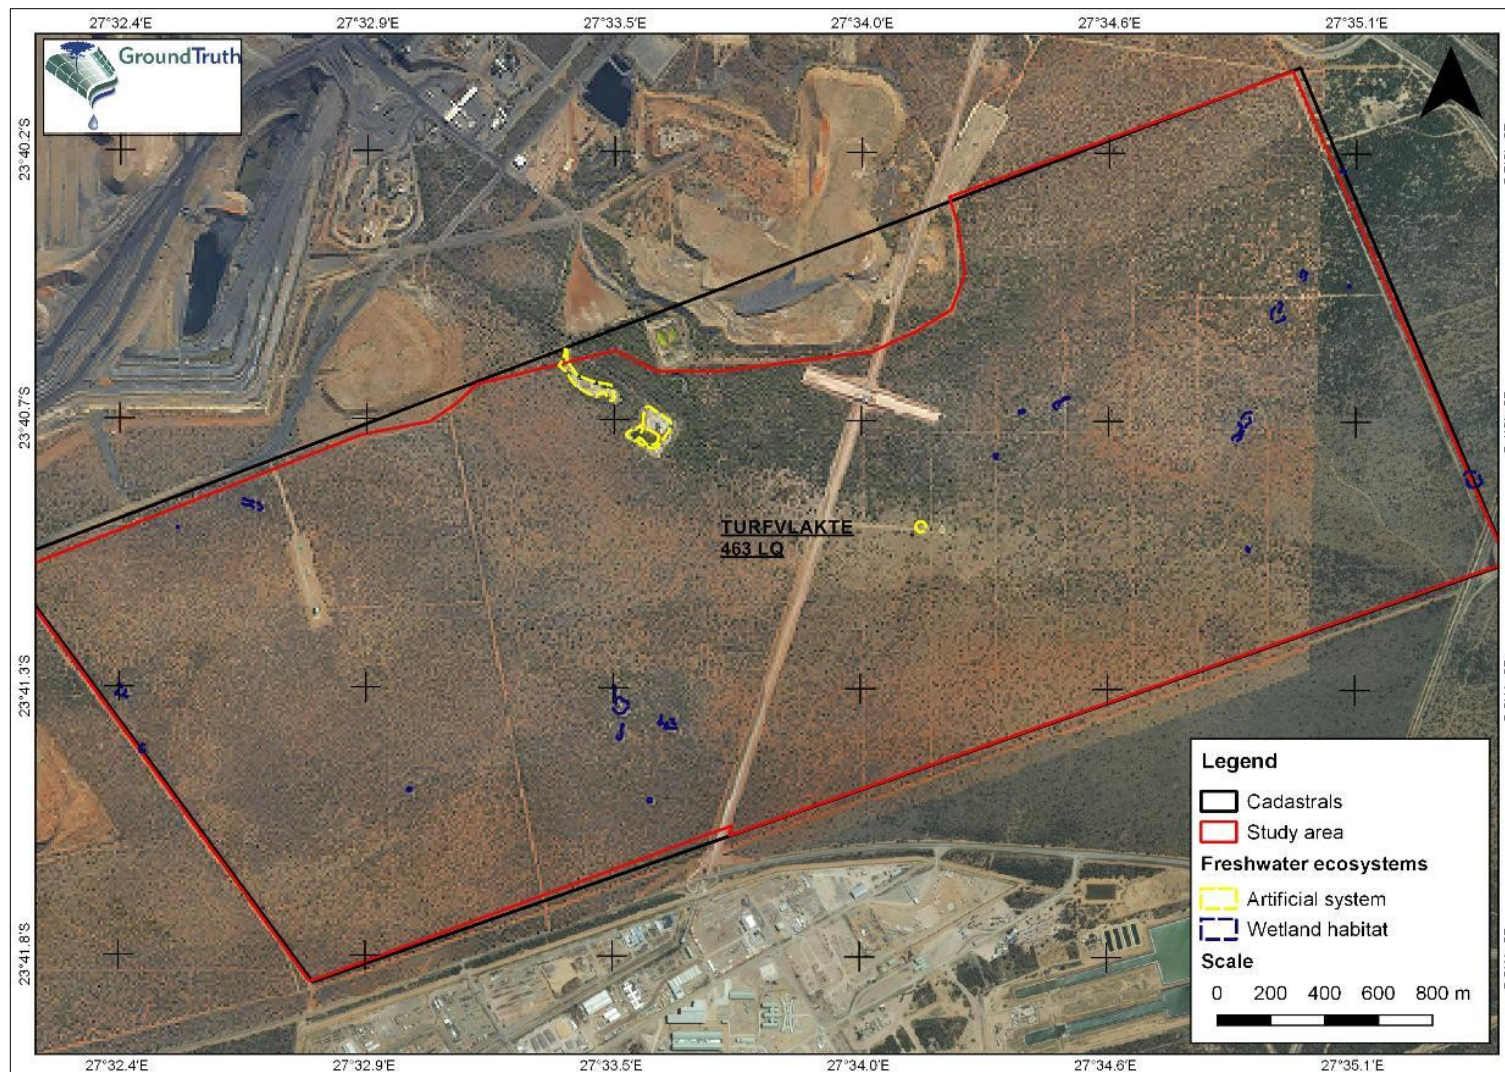 27°32.4'E 27°32.9'E 27°33.5'E 27°34.0'E 27°34.6'E 27°35.1'E
GroundTruth
23°40.2'S
23°40.7'S
TURFVLAKTE
463 LQ
23°41.3'S
23°41.8'S
Legend
Cadastrals
Study area
Freshwater ecosystems
Artificial system
Wetland habitat
Scale
0 200 400 600 800 m
27°32.4'E 27°32.9'E 27°33.5'E 27°34.0'E 27°34.6'E 27°35.1'E